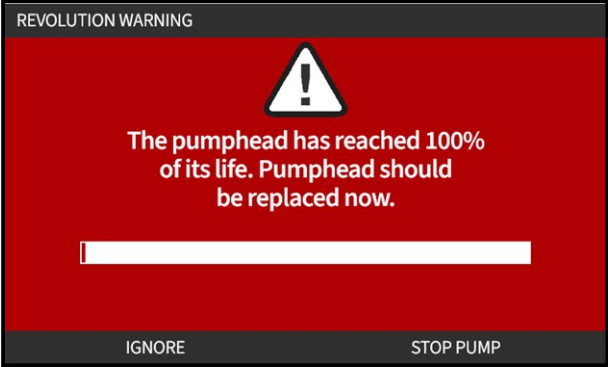 REVOLUTION WARNING
The pumphead has reached 100%
of its life. Pumphead should
be replaced now.
IGNORE STOP PUMP